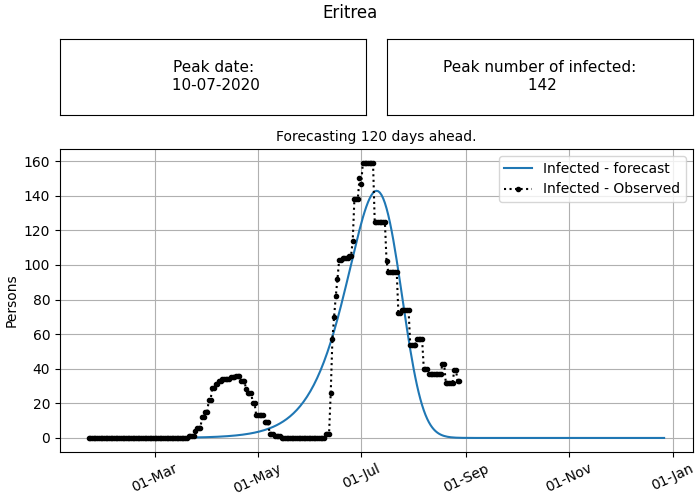 Eritrea
Peak date:
10-07-2020
Peak number of infected:
142
Forecasting 120 days ahead.
160
140
120
100
80
60
40
20
0
Persons
Infected - forecast
Infected - Observed
01-Mar
01-May
01-Jul
01-Sep
01-Nov
01-Jan